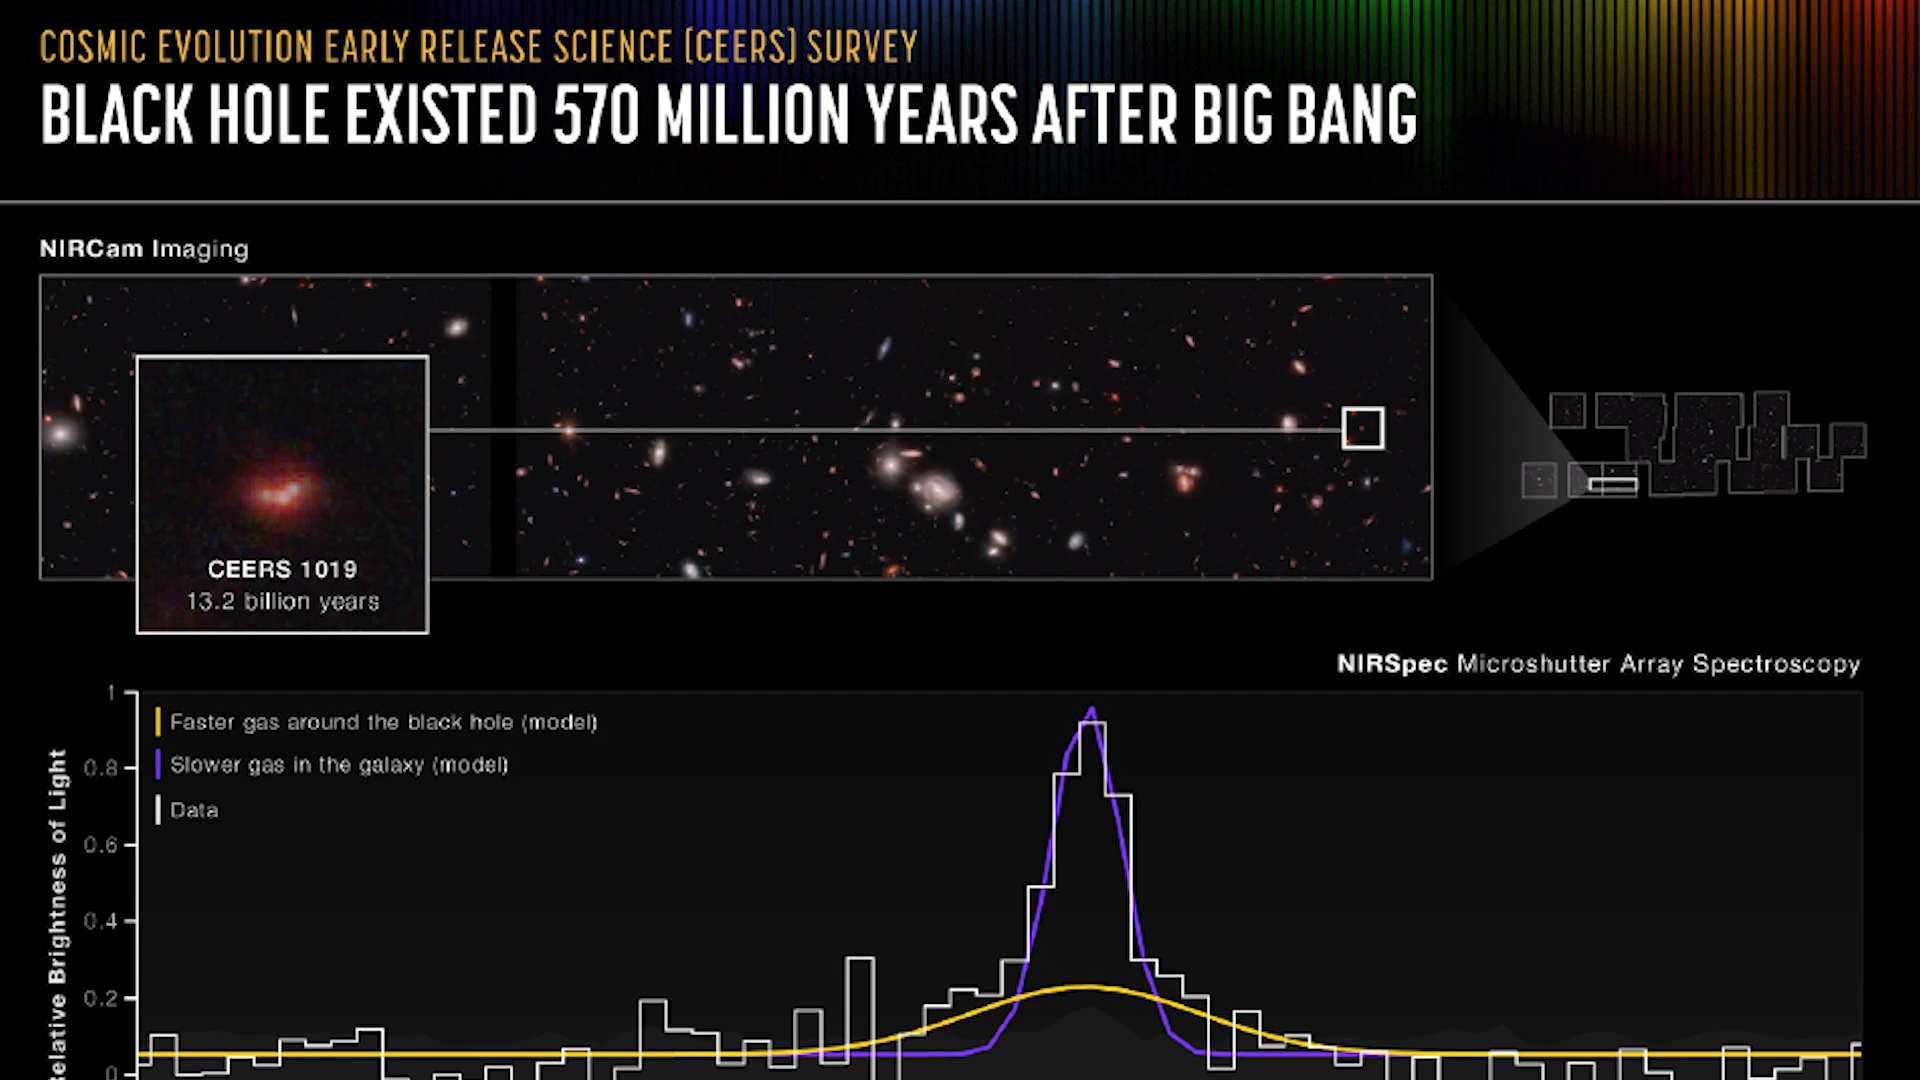 COSMIC EVOLUTION EARLY RELEASE SCIENCE (CEERS) SURVEY
BLACK HOLE EXISTED 570 MILLION YEARS AFTER BIG BANG
NIRCam Imaging
CEERS 1019
13.2 billion years
NIRSpec Microshutter Array Spectroscopy
1
Faster gas around the black hole (model)
Slower gas in the galaxy (model)
0.8
Data
0.6
0.4
0.2
0
Brightness of Light